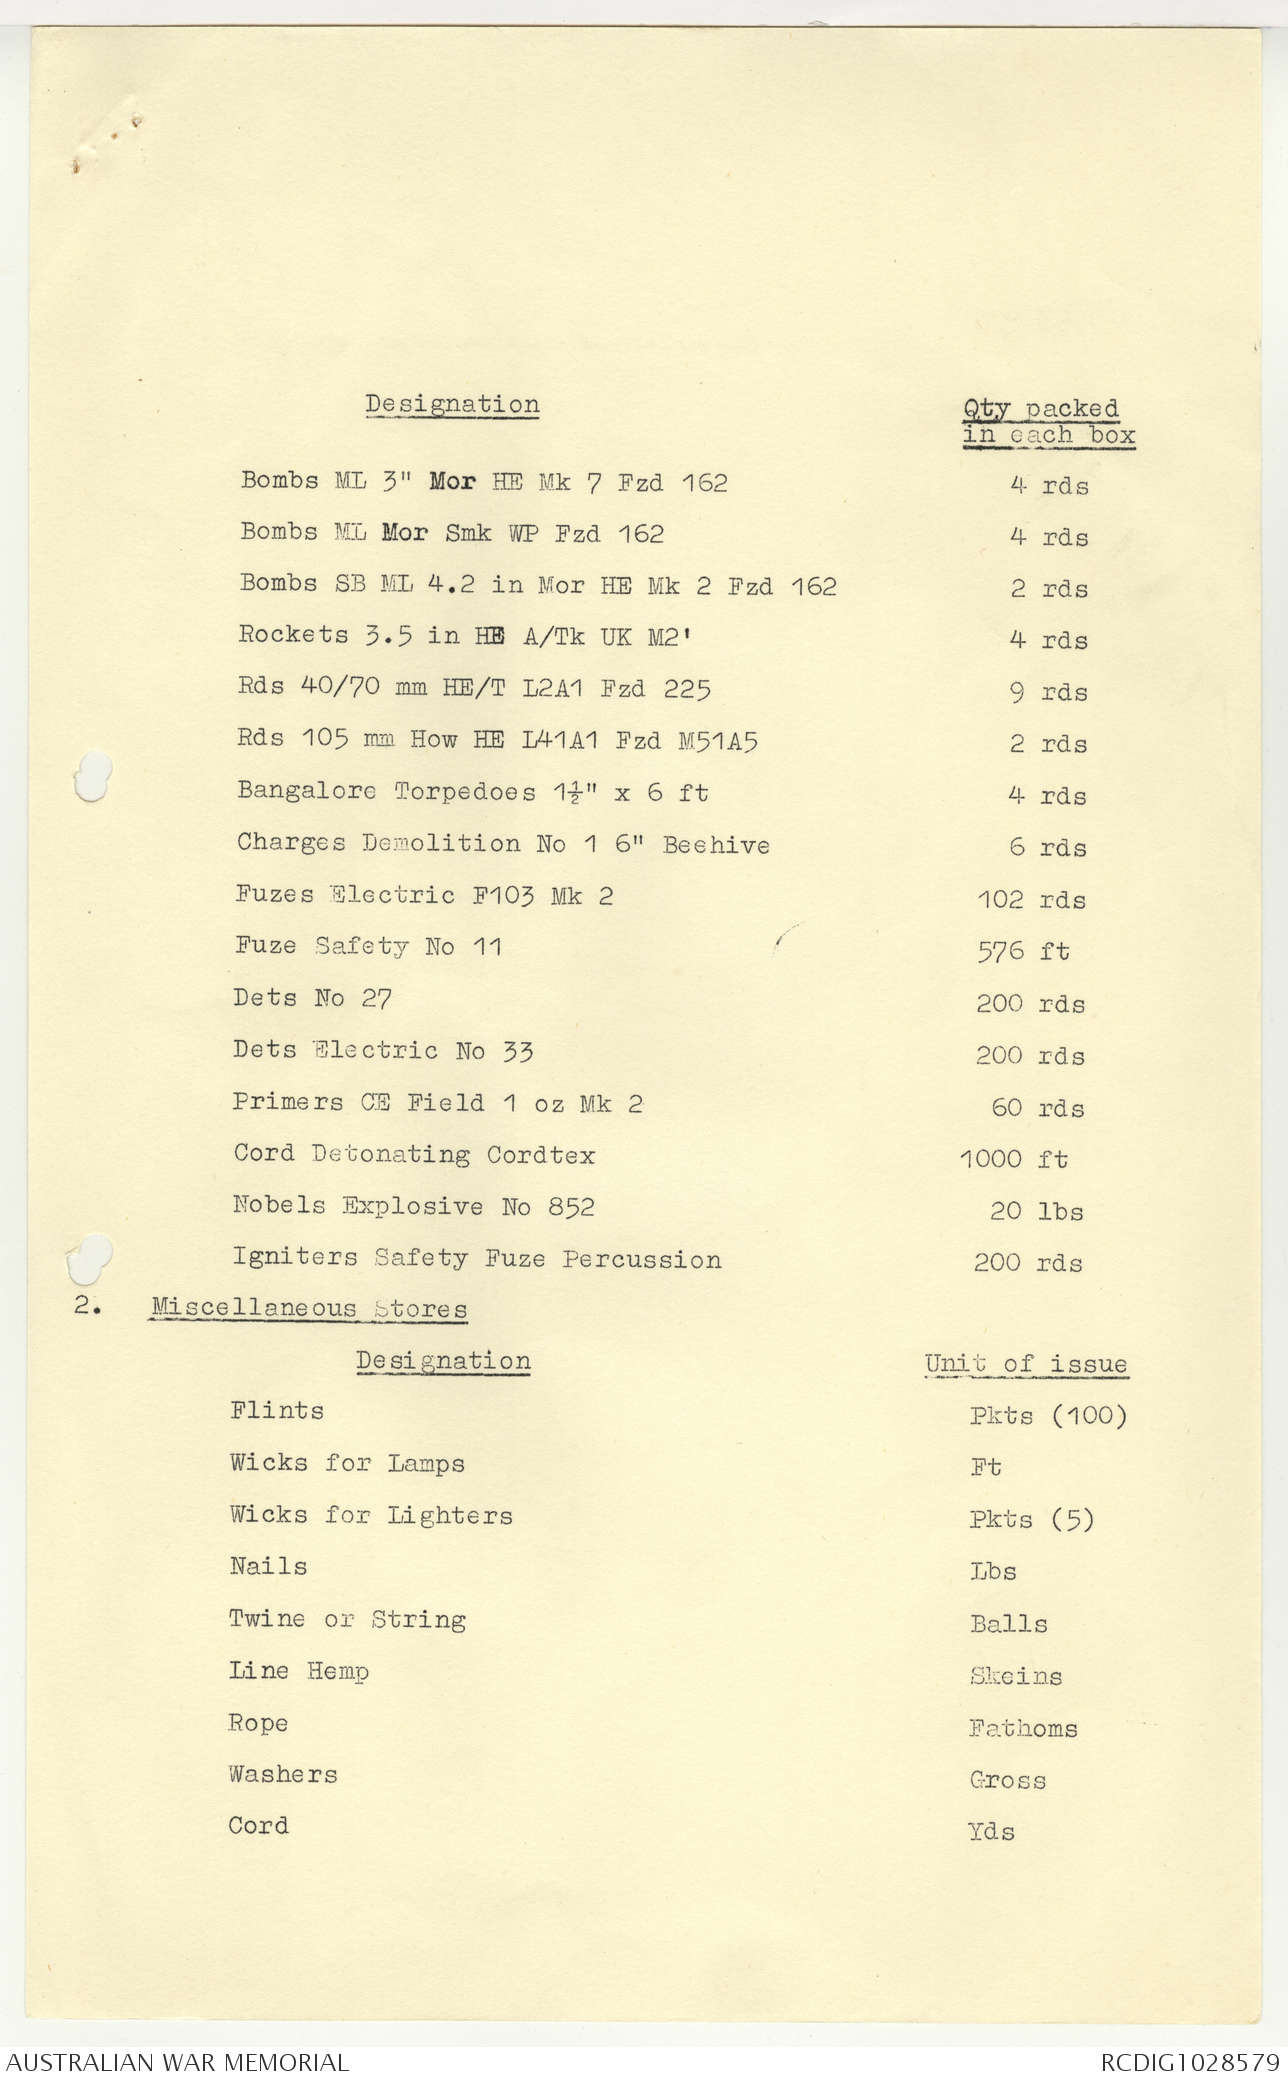 Designation Qty packed
in each box
Bombs ML 3" Mor HE Mk 7 Fzd 162 4 rds
Bombs ML Mor Smk WP Fzd 162 4 rds
Bombs SB ML 4.2 in Mor HE Mk 2 Fzd 162 2 rds
Rockets 3.5 in HE A/Tk UK M2' 4 rds
Rds 40/70 mm HE/T L2A1 Fzd 225 9 rds
Rds 105 mm How HE L41A1 Fzd M51A5 2 rds
Bangalore Torpedoes 1½" x 6 ft 4 rds
Charges Demolition No 1 6" Beehive 6 rds
Fuzes Electric F103 Mk 2 102 rds
Fuze Safety No 11 576 ft
Dets No 27 200 rds
Dets Electric No 33 200 rds
Primers CE Field 1 oz Mk 2 60 rds
Cord Detonating Cordtex 1000 ft
Nobels Explosive No 852 20 lbs
Igniters Safety Fuze Percussion 200 rds
2. Miscellaneous Stores
Designation Unit of issue
Flints Pkts (100)
Wicks for Lamps Ft
Wicks for Lighters Pkts (5)
Nails Lbs
Twine or String Balls
Line Hemp Skeins
Rope Fathoms
Washers Gross
Cord Yds
AUSTRALIAN WAR MEMORIAL RCDIG1028579